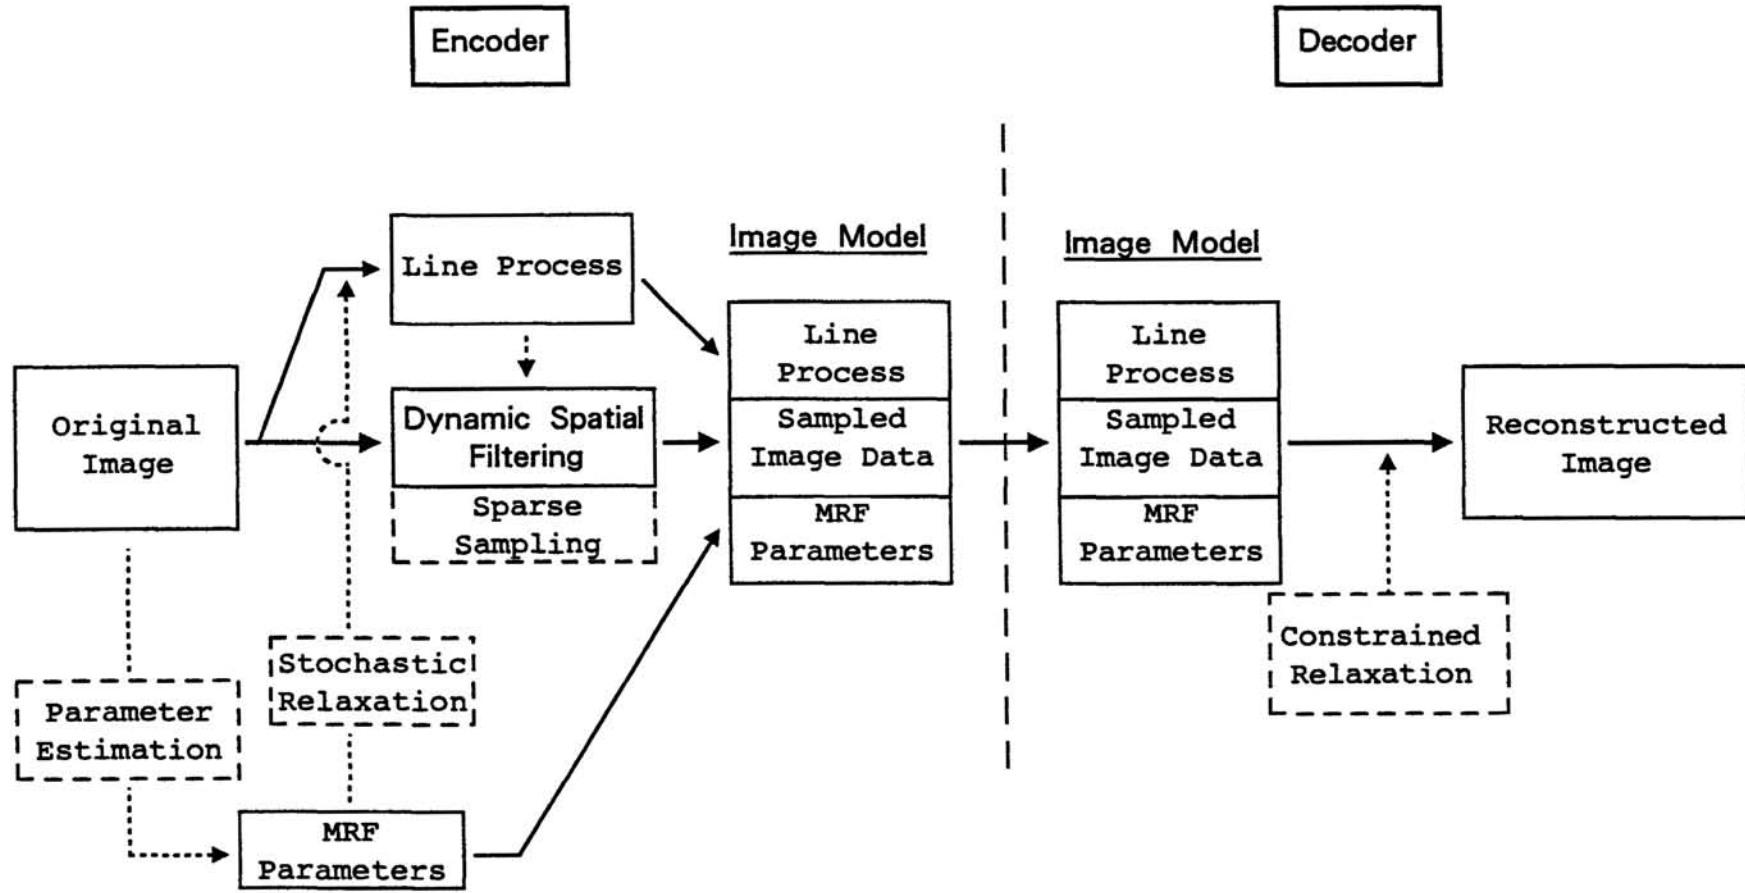 Encoder
Decoder
Line Process
Image Model
Image Model
Original
Image
Dynamic Spatial
Filtering
Sparse
Sampling
Line
Process
Sampled
Image Data
MRF
Parameters
Line
Process
Sampled
Image Data
MRF
Parameters
Reconstructed
Image
Stochastic
Relaxation
Constrained
Relaxation
Parameter
Estimation
MRF
Parameters